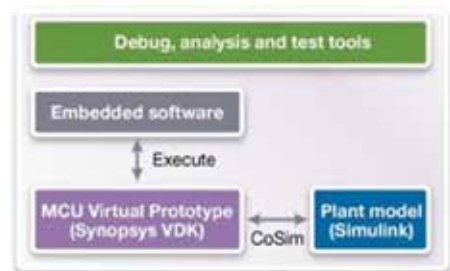 Debug, analysis and test tools
Embedded software
Execute
MCU Virtual Prototype
(Synopsys VDK)
CoSim
Plant model
(Simulink)